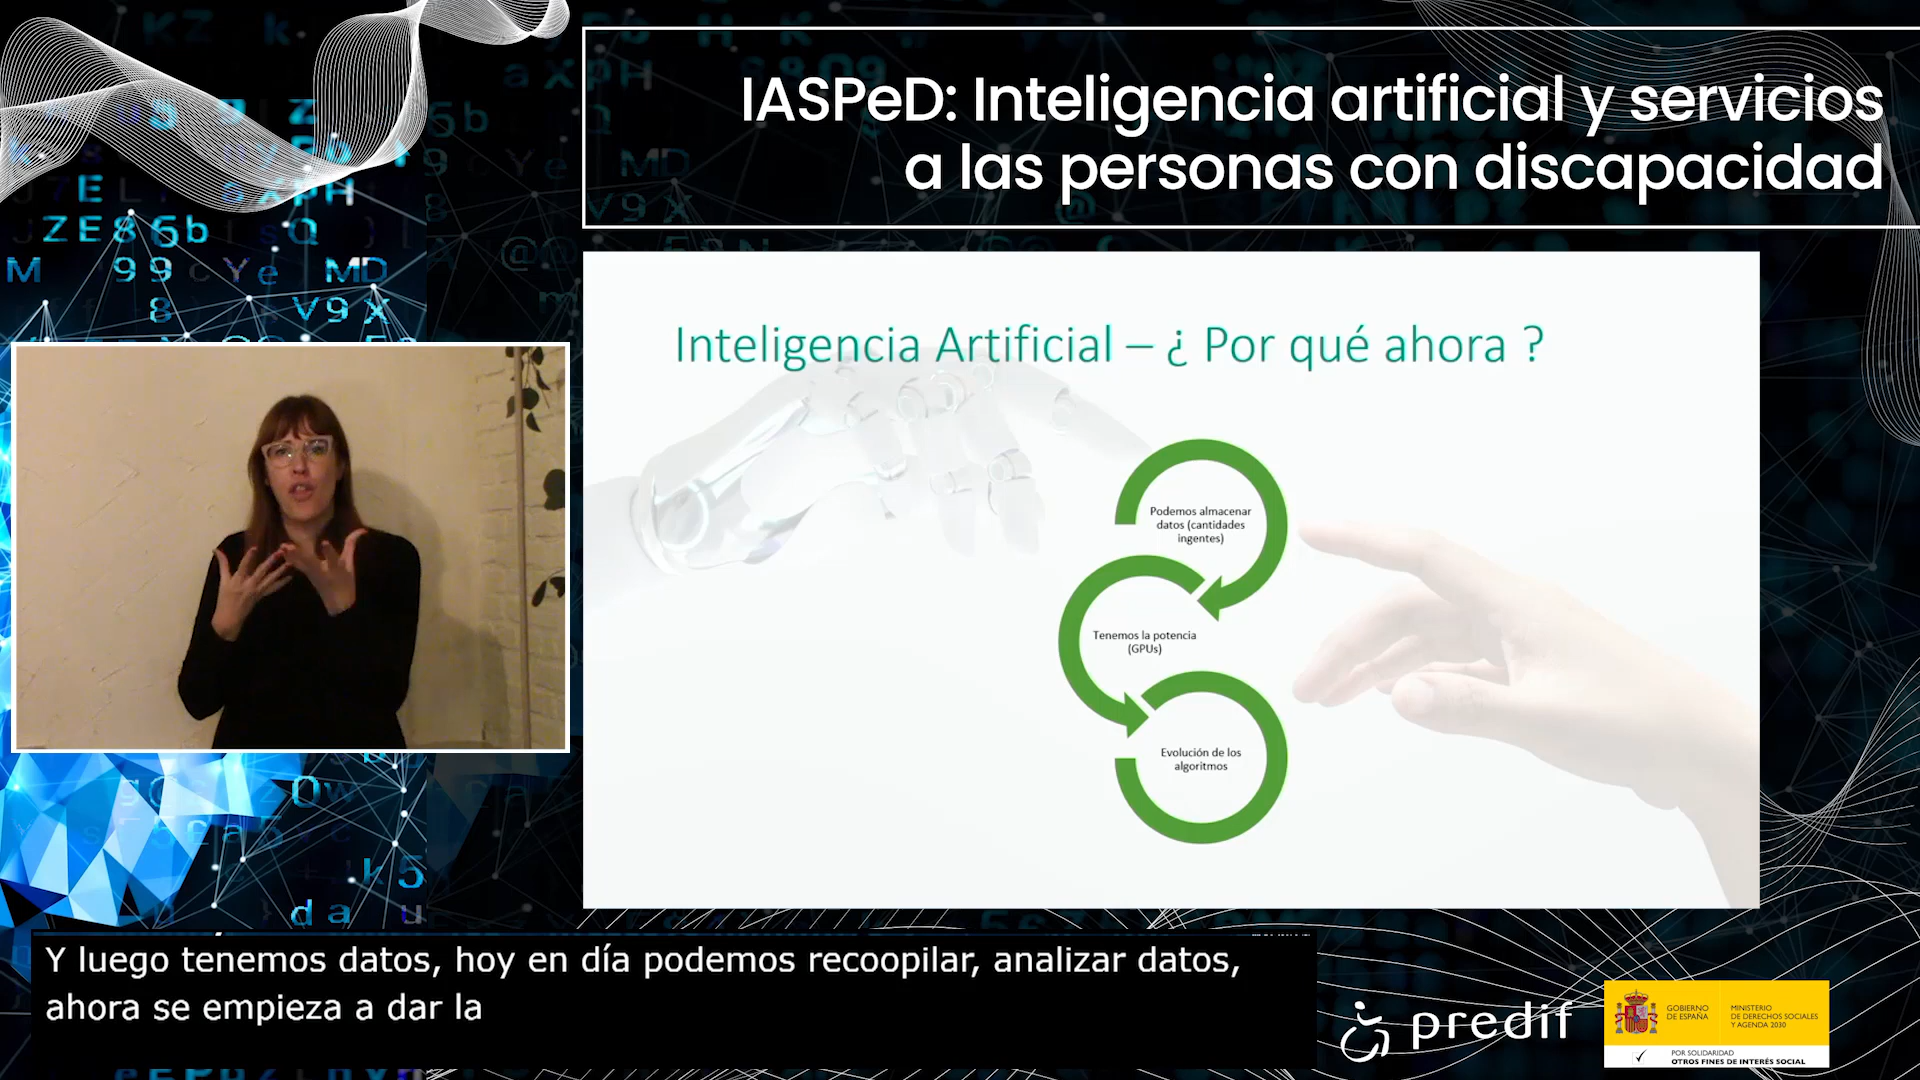 IASPeD: Inteligencia artificial y servicios
a las personas con discapacidad
Inteligencia Artificial – ¿ Por qué ahora ?
Podemos almacenar
datos (cantidades
ingentes)
Tenemos la potencia
(GPUs)
Evolución de los
algoritmos
Y luego tenemos datos, hoy en día podemos recoopilar, analizar datos,
ahora se empieza a dar la
predif
GOBIERNO
DE ESPAÑA
MINISTERIO
DE DERECHOS SOCIALES
Y AGENDA 2030
POR SOLIDARIDAD
OTROS FINES DE INTERÉS SOCIAL